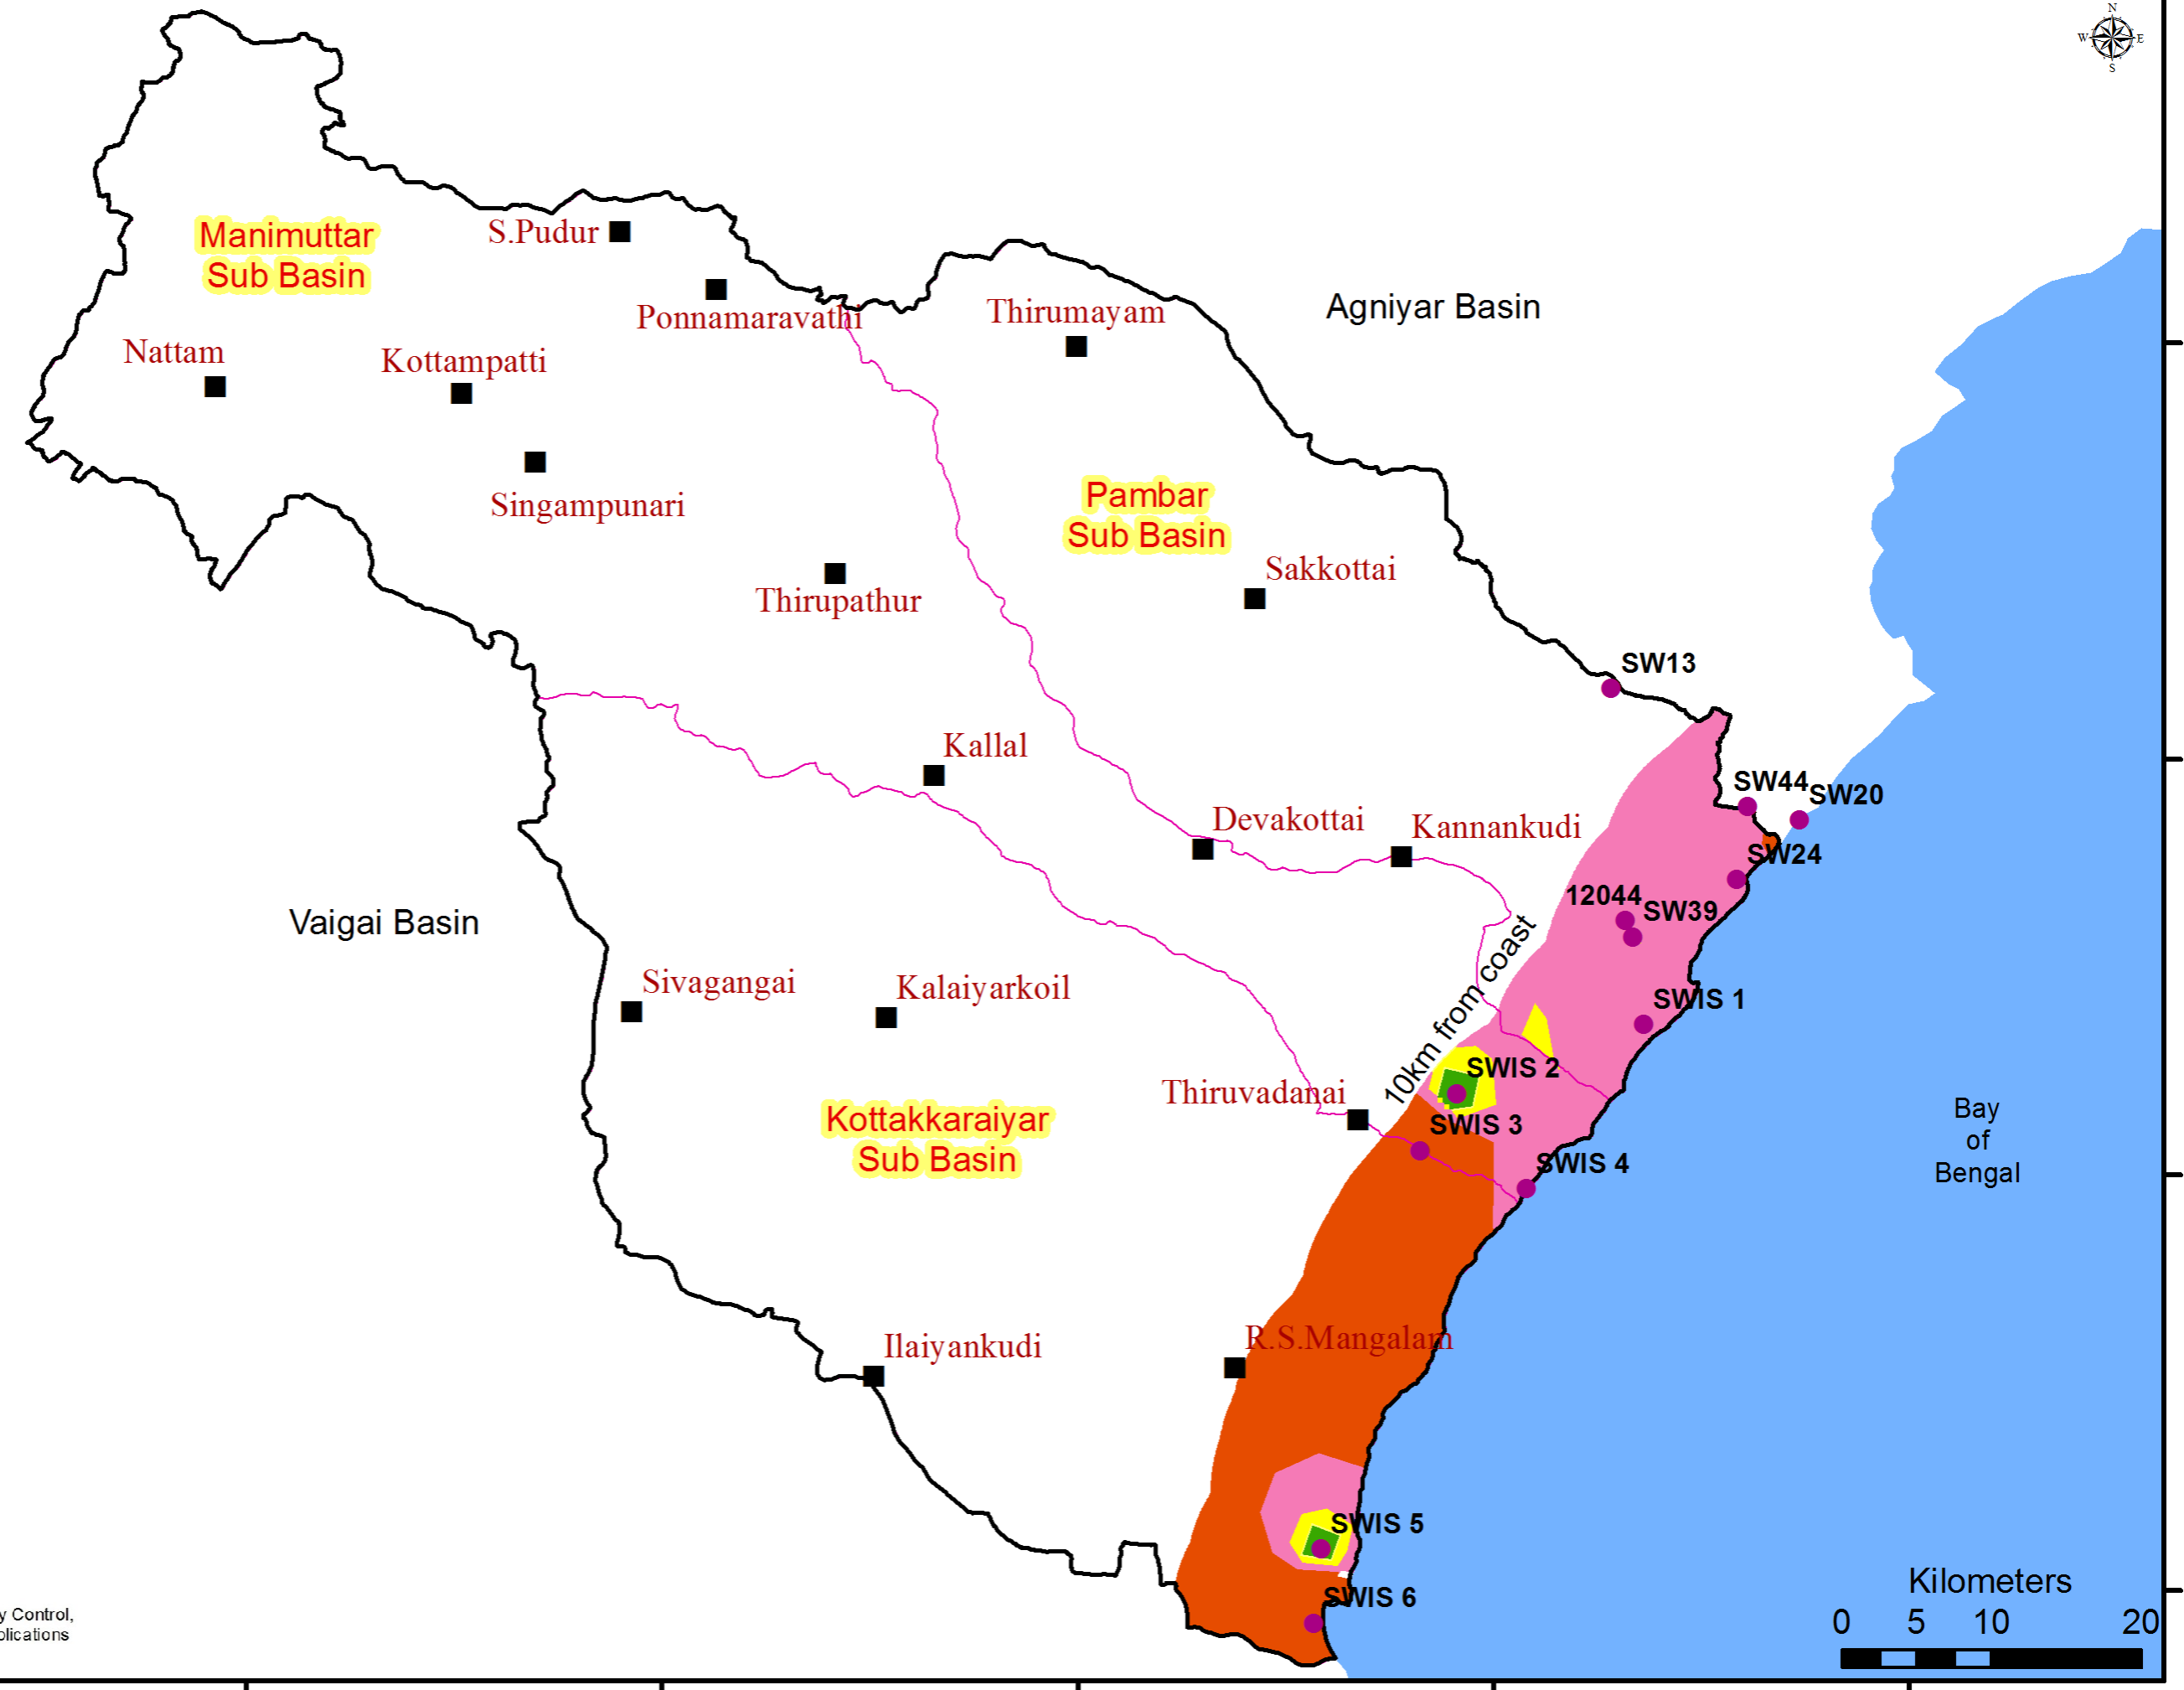 N
W E
S
Manimuttar
Sub Basin
S.Pudur
Ponnamaravathi
Thirumayam
Agniyar Basin
Nattam
Kottampatti
Singampunari
Pambar
Sub Basin
Sakkottai
Thirupathur
SW13
Kallal
SW44
SW20
Devakottai
Kannankudi
SW24
12044
SW39
Vaigai Basin
10km from coast
Sivagangai
Kalaiyarkoil
SWIS 1
SWIS 2
Thiruvadanai
SWIS 3
Kottakkaraiyar
Sub Basin
SWIS 4
Bay
of
Bengal
Ilaiyankudi
R.S.Mangalam
SWIS 5
SWIS 6
Kilometers
0 5 10 20
y Control,
plications